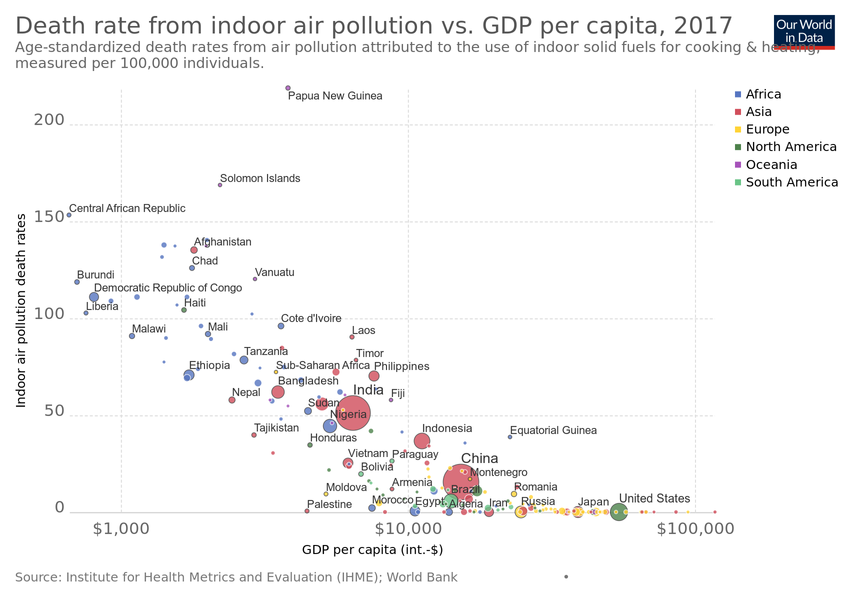 Death rate from indoor air pollution vs. GDP per capita, 2017
Our World
in Data
Age-standardized death rates from air pollution attributed to the use of indoor solid fuels for cooking & heating,
measured per 100,000 individuals.
Africa
Asia
Europe
North America
Oceania
South America
Indoor air pollution death rates
200
150
100
50
0
Papua New Guinea
Solomon Islands
Central African Republic
Afghanistan
Chad
Vanuatu
Burundi
Democratic Republic of Congo
Liberia
Haiti
Cote d'Ivoire
Malawi
Mali
Laos
Tanzania
Timor
Ethiopia
Sub-Saharan Africa
Philippines
Bangladesh
India
Nepal
Fiji
Sudan
Nigeria
Tajikistan
Indonesia
Equatorial Guinea
Honduras
Vietnam
Paraguay
China
Bolivia
Montenegro
Moldova
Armenia
Brazil
Romania
Palestine
Morocco
Egypt
Algeria
Iran
Russia
Japan
United States
$1,000
$10,000
$100,000
GDP per capita (int.-$)
Source: Institute for Health Metrics and Evaluation (IHME); World Bank